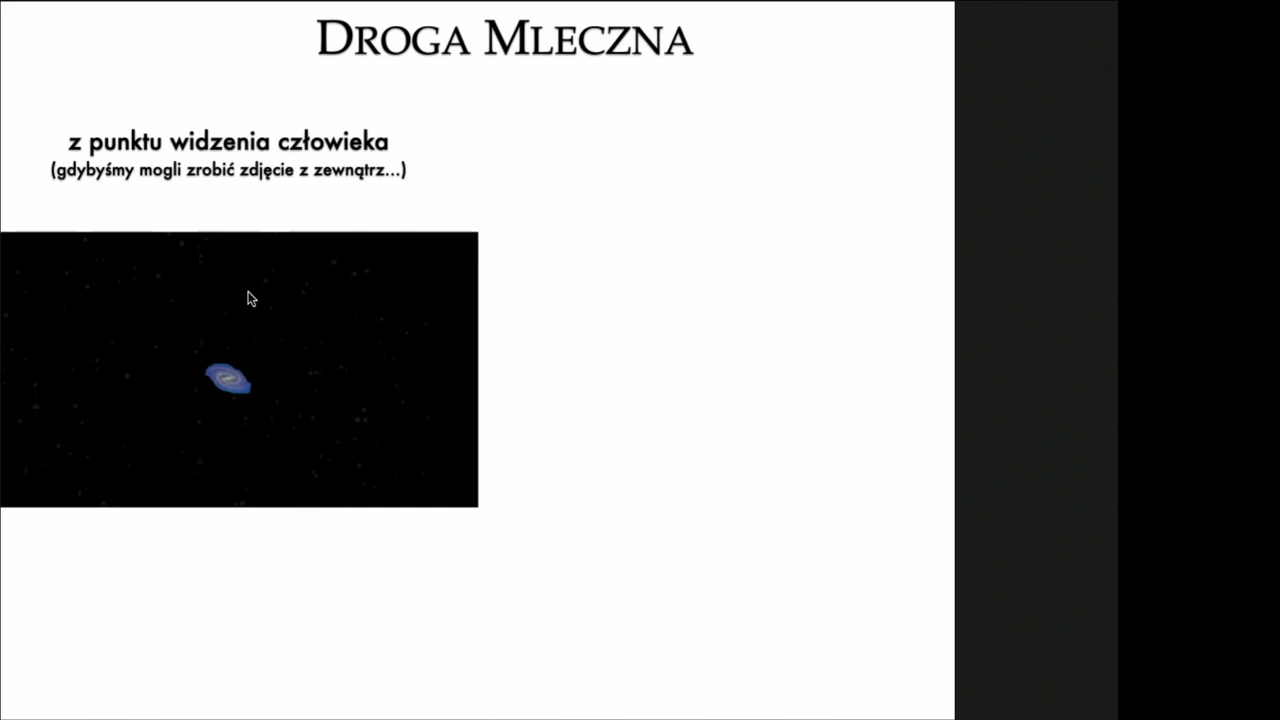 DROGA MLECZNA
z punktu widzenia człowieka
(gdybyśmy mogli zrobić zdjęcie z zewnątrz...)